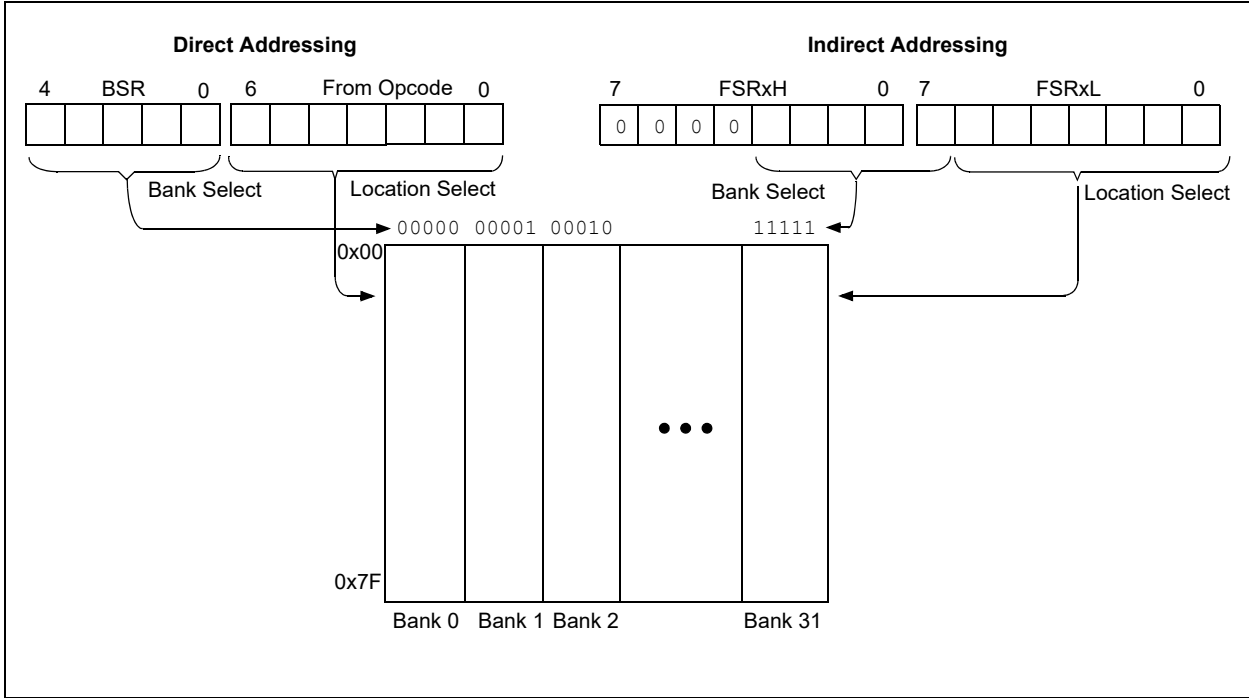 Direct Addressing Indirect Addressing
4 BSR 0 6 From Opcode 0 7 FSRxH 0 7 FSRxL 0
0 0 0 0
Bank Select Location Select Bank Select Location Select
00000 00001 00010 11111
0x00
0x7F
Bank 0 Bank 1 Bank 2 Bank 31